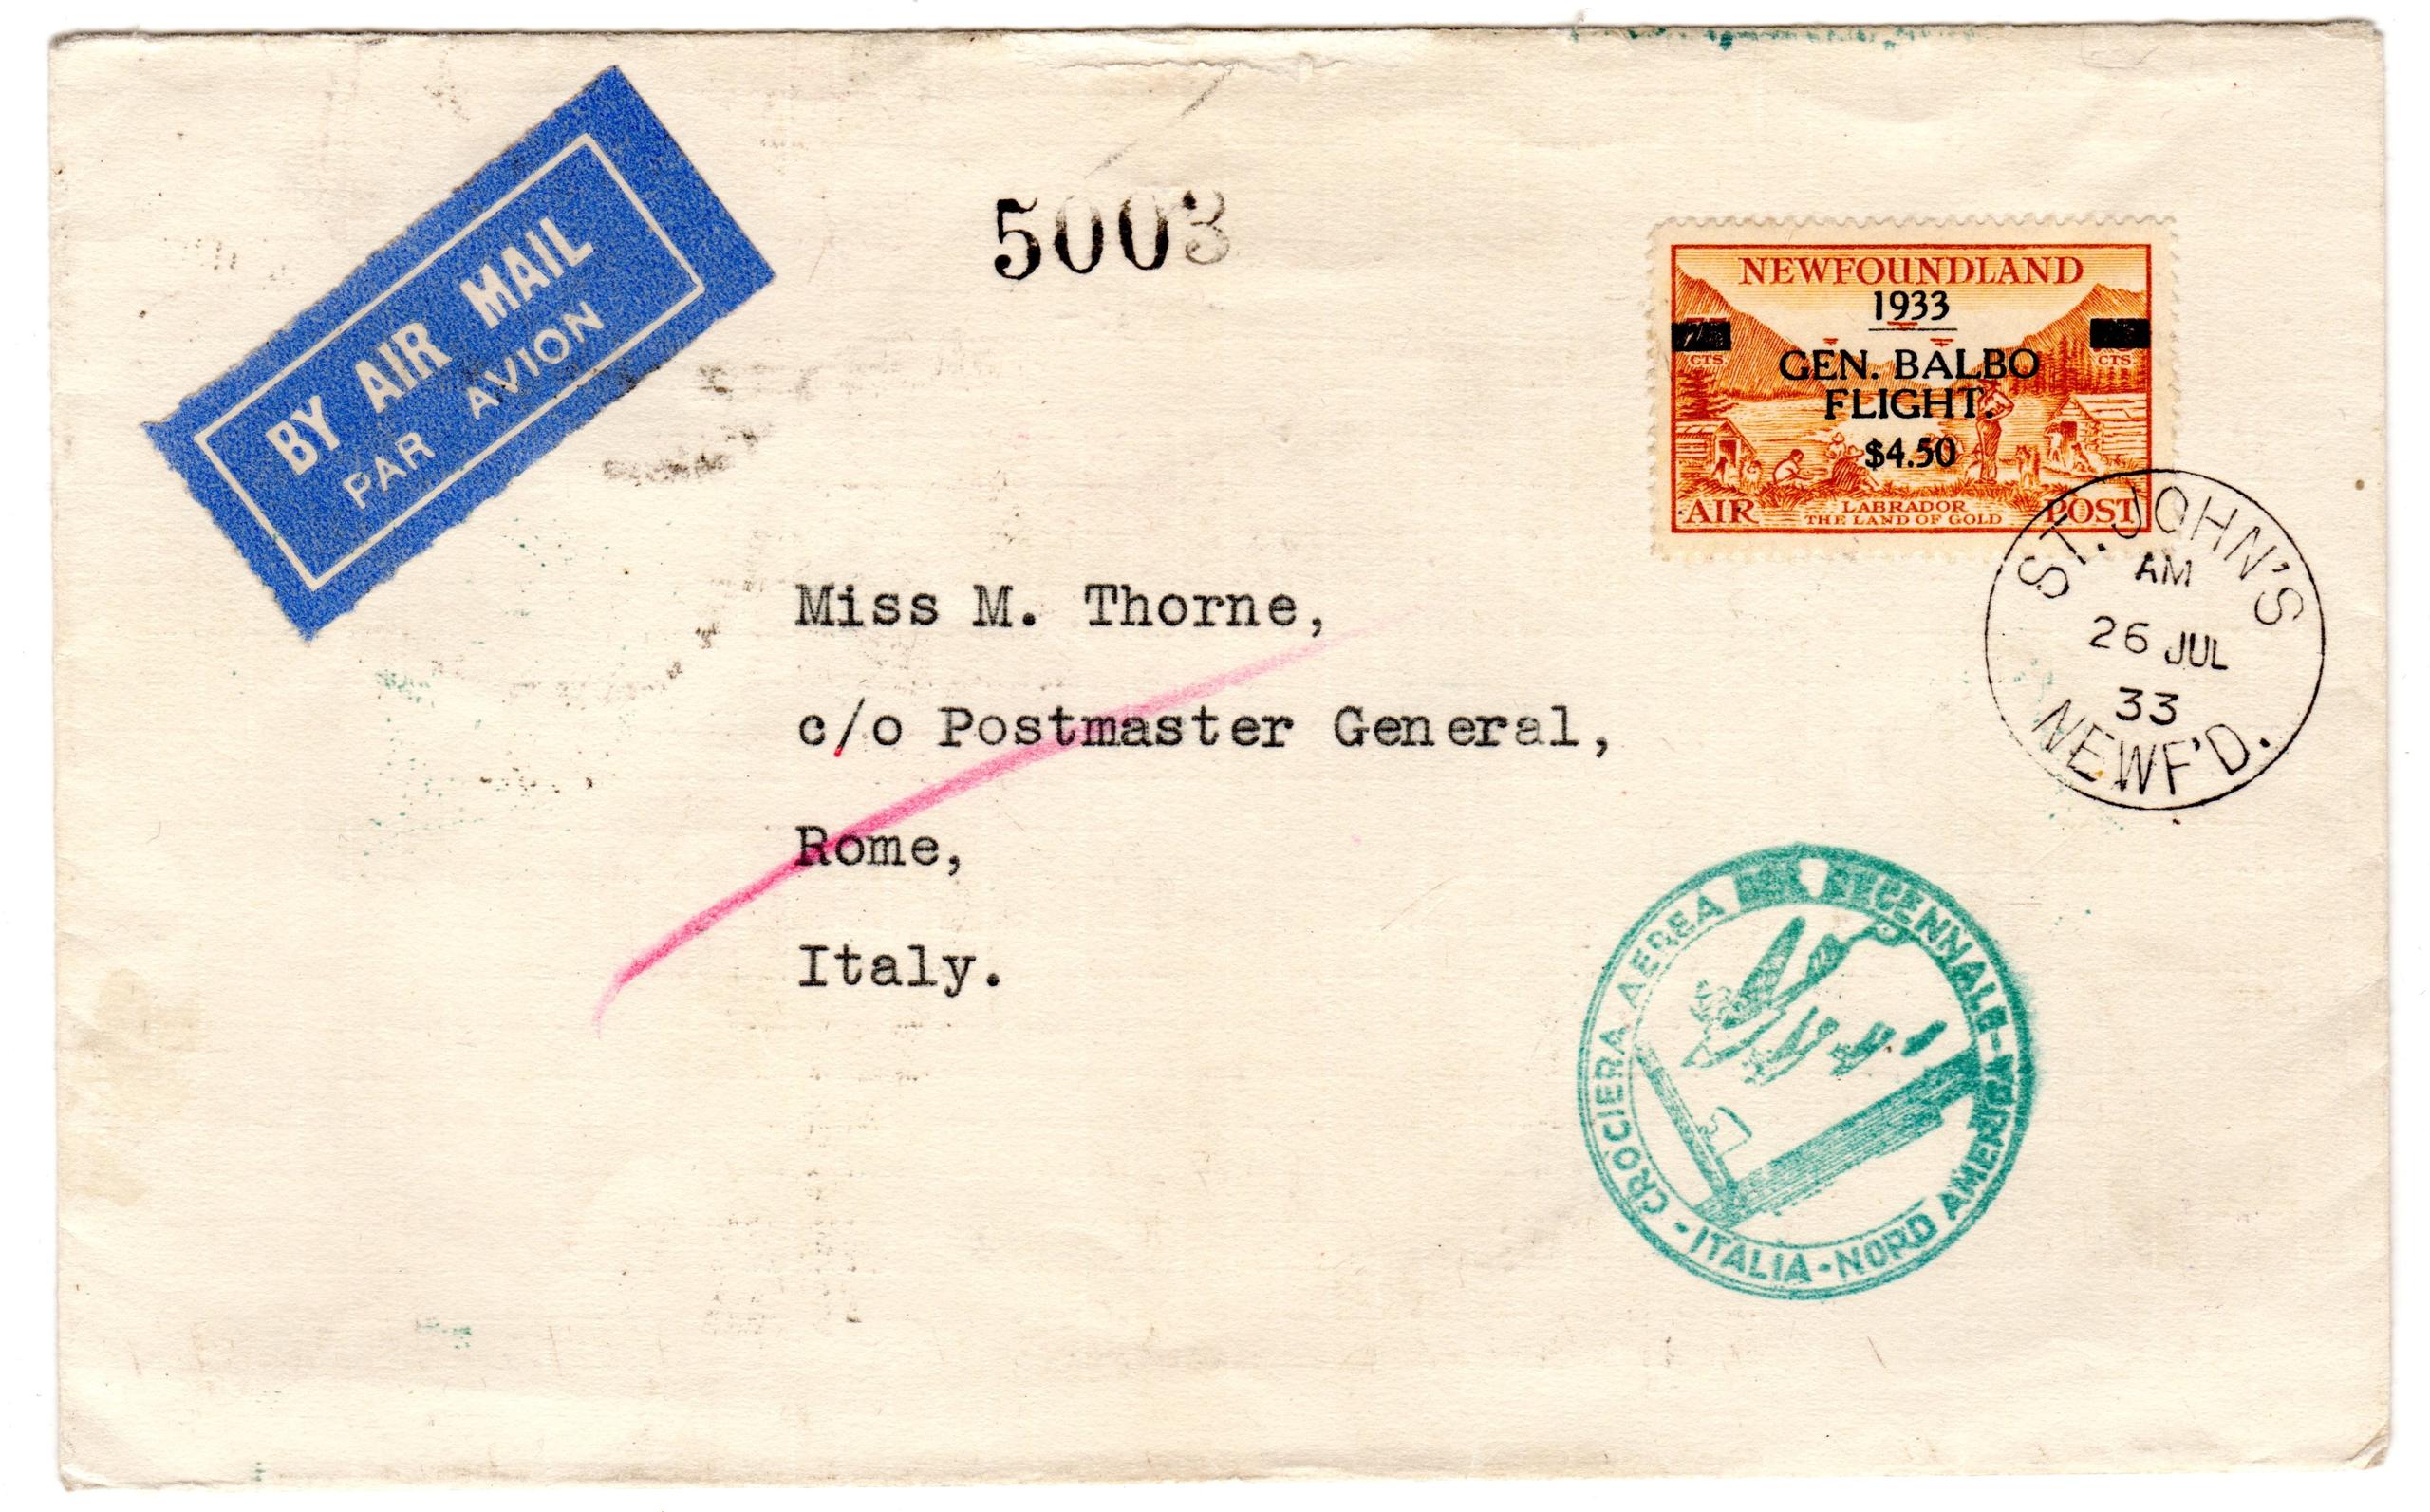 BY AIR MAIL
PAR AVION
5003
NEWFOUNDLAND
1933
GEN. BALBO
FLIGHT.
$4.50
CTS
CTS
AIR
LABRADOR
THE LAND OF GOLD
POST
ST. JOHN'S
AM
26 JUL
33
NEWF'D.
Miss M. Thorne,
c/o Postmaster General,
Rome,
Italy.
CROCIERA AEREA DEL DECENNALE - ITALIA - NORD AMERICA